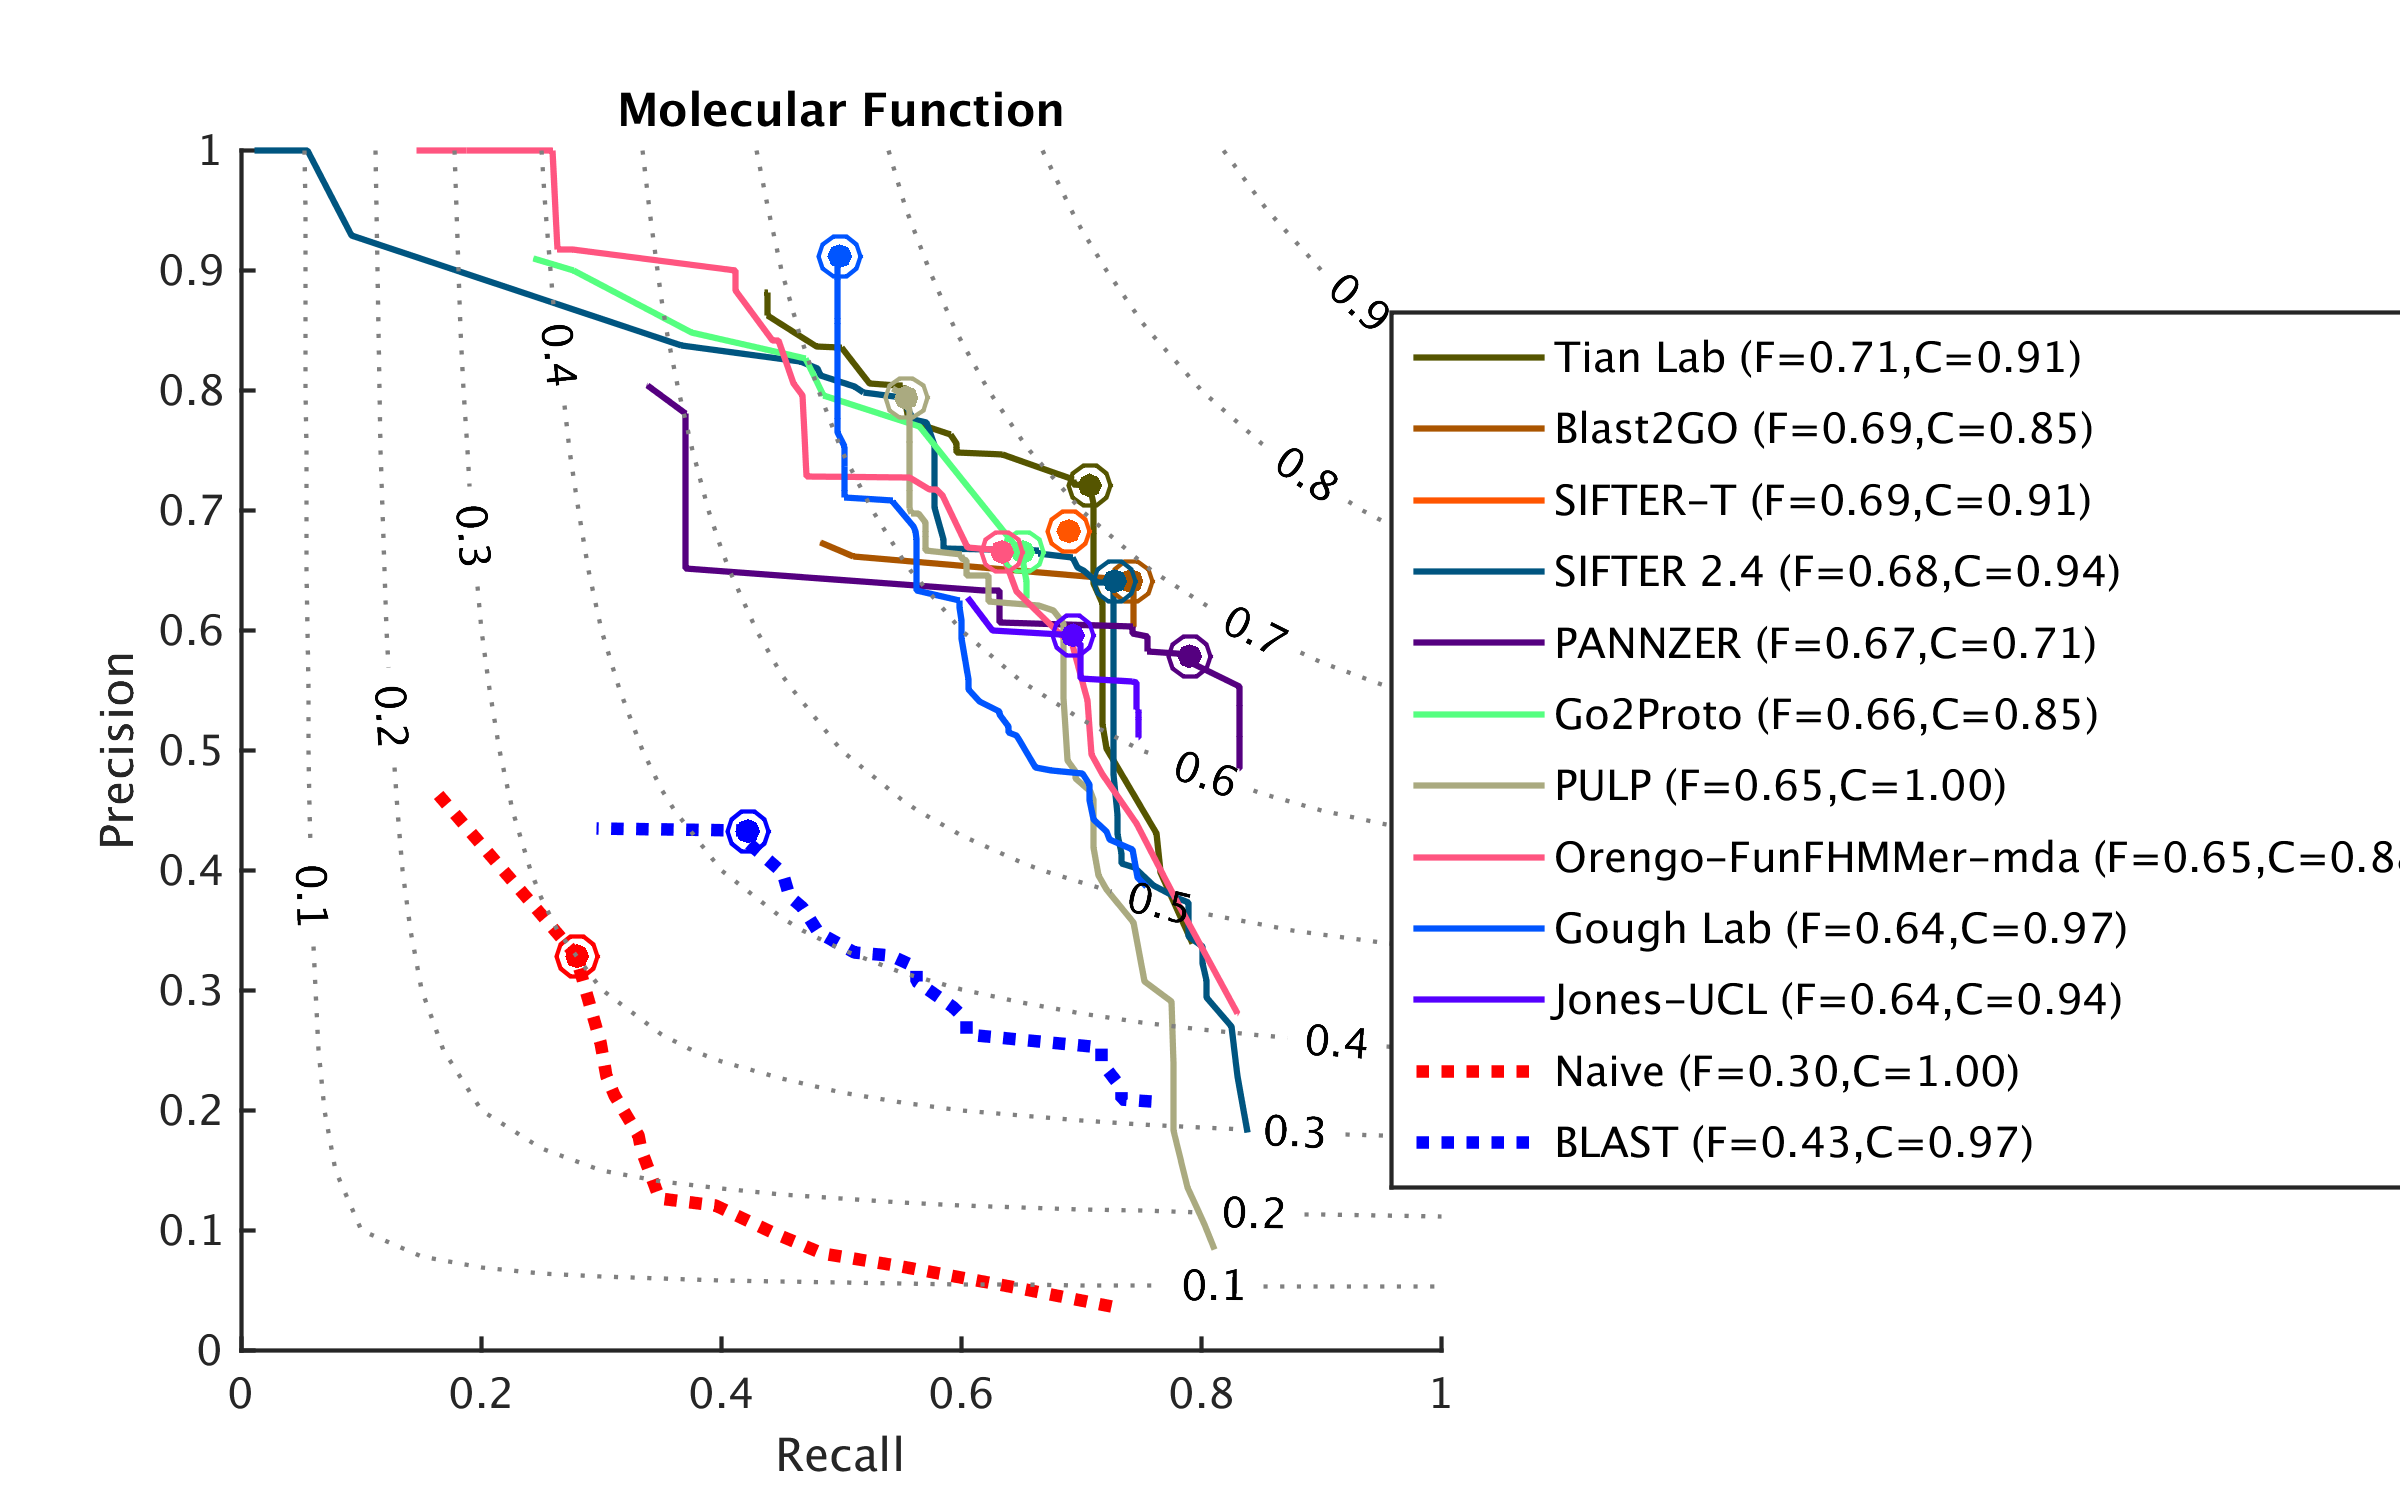 Molecular Function
1
0.9
0.8
0.7
0.6
0.5
0.4
0.3
0.2
0.1
0
Precision
0
0.2
0.4
0.6
0.8
1
Recall
0.1
0.2
0.3
0.4
0.9
0.8
0.7
0.6
0.5
0.4
0.3
0.2
0.1
Tian Lab (F=0.71,C=0.91)
Blast2GO (F=0.69,C=0.85)
SIFTER-T (F=0.69,C=0.91)
SIFTER 2.4 (F=0.68,C=0.94)
PANNZER (F=0.67,C=0.71)
Go2Proto (F=0.66,C=0.85)
PULP (F=0.65,C=1.00)
Orengo-FunFHMMer-mda (F=0.65,C=0.8
Gough Lab (F=0.64,C=0.97)
Jones-UCL (F=0.64,C=0.94)
Naive (F=0.30,C=1.00)
BLAST (F=0.43,C=0.97)